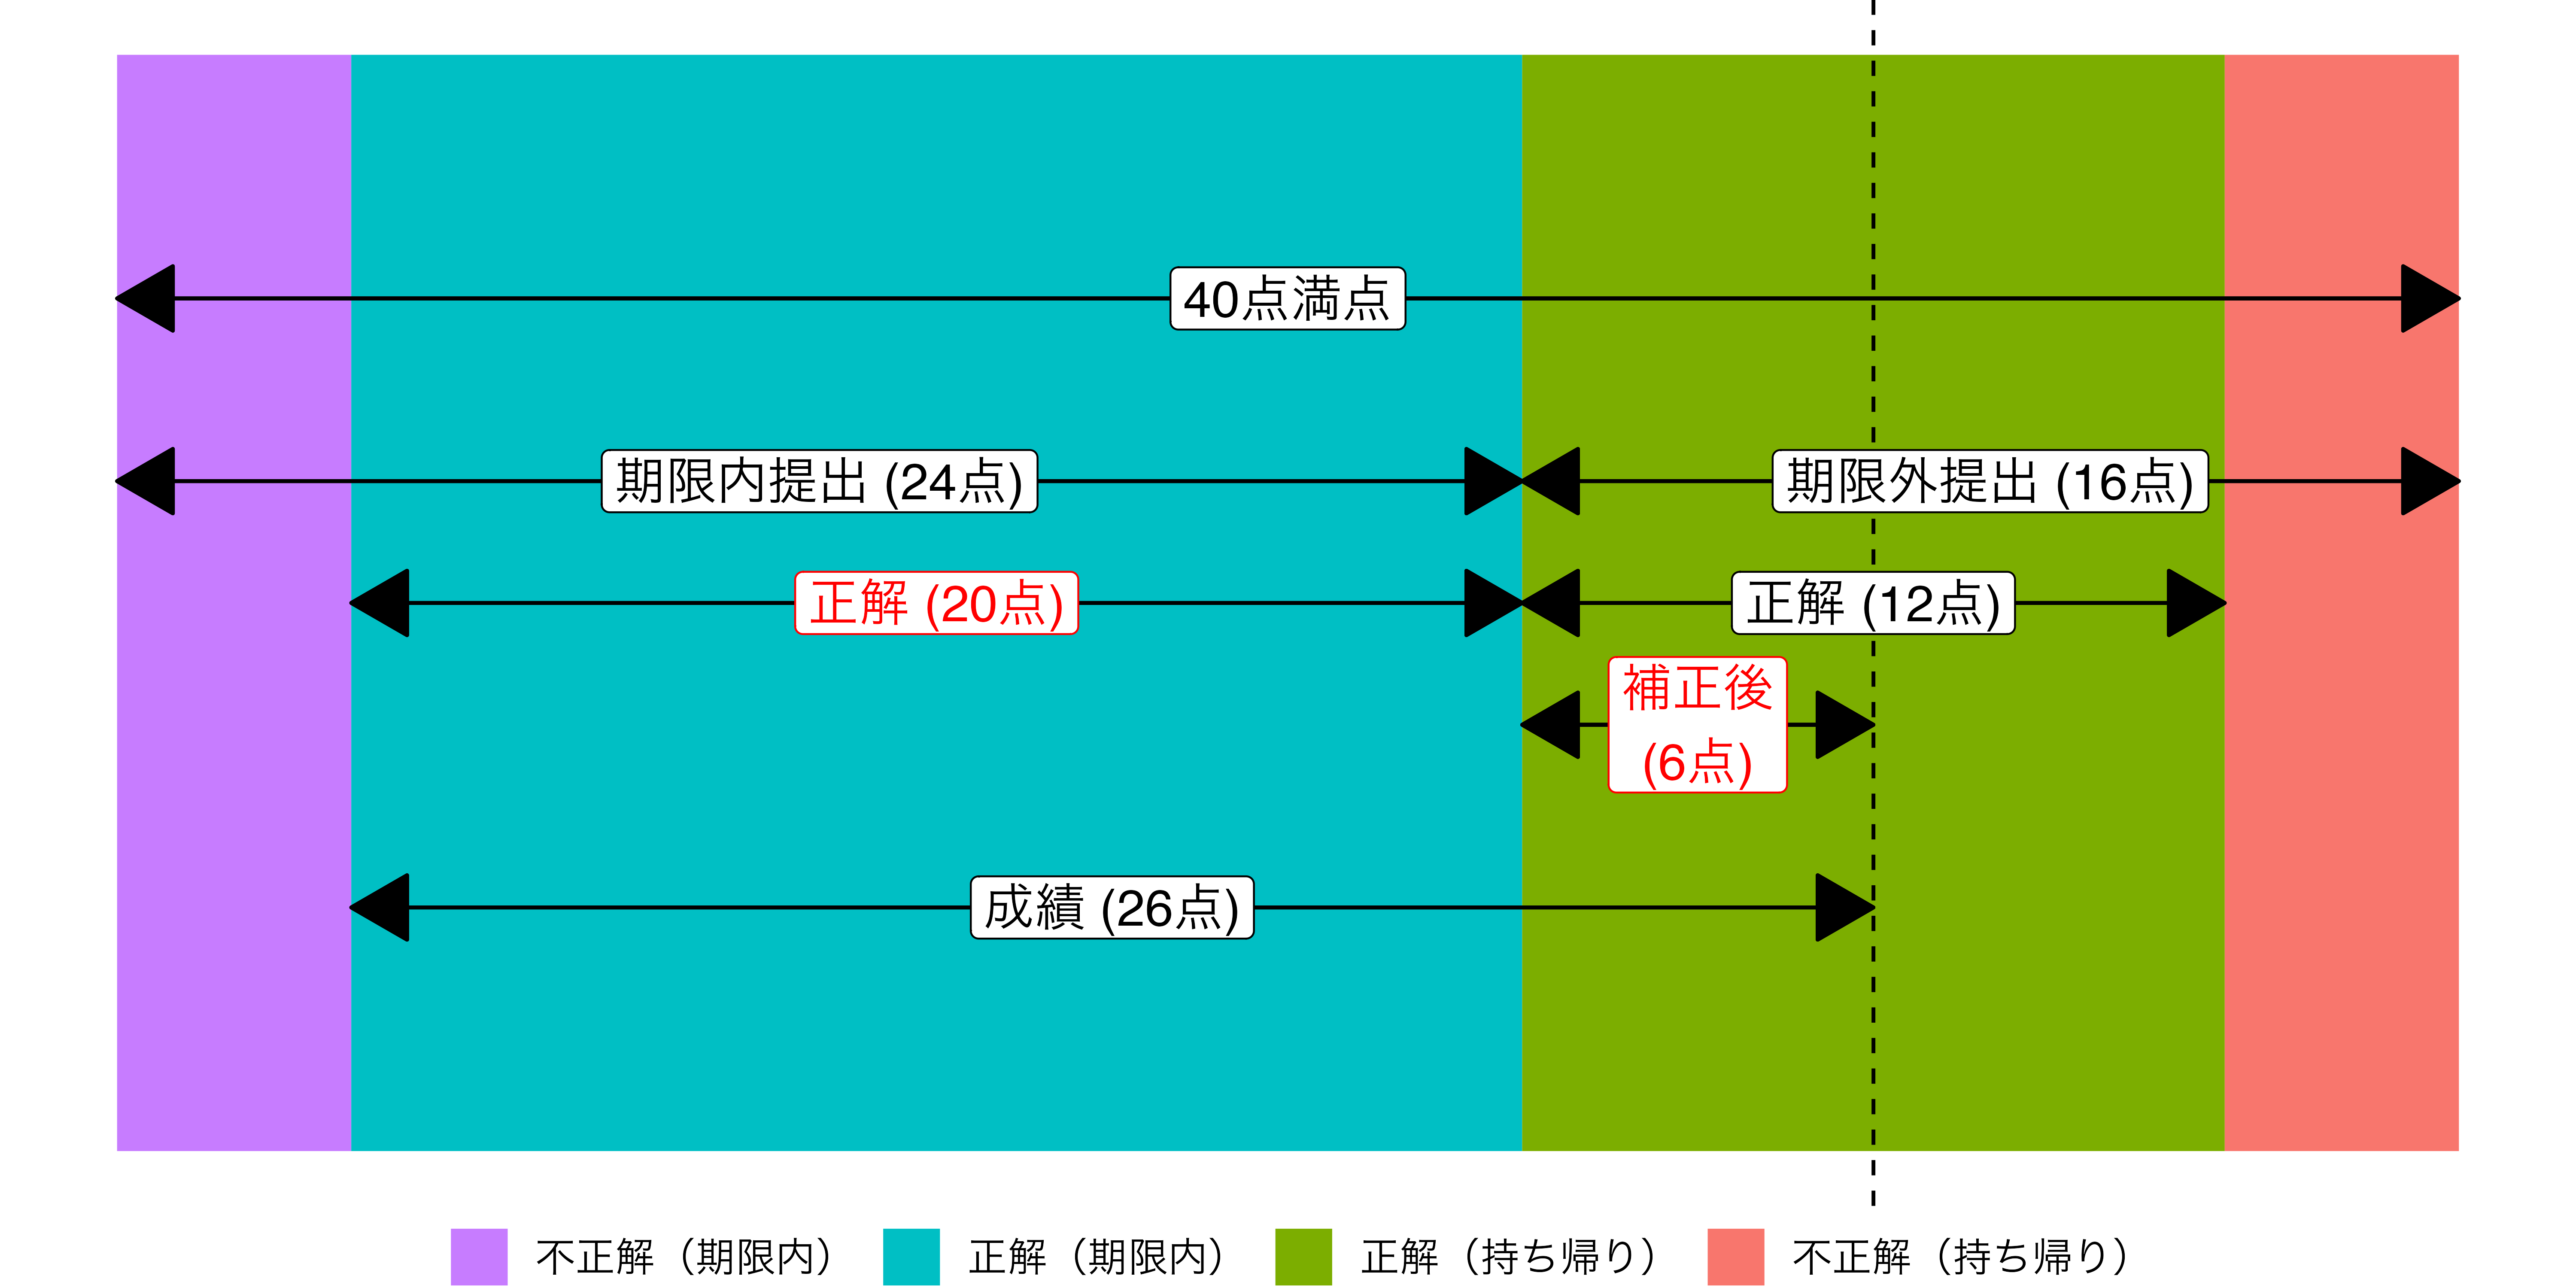 40点満点
期限内提出 (24点)
期限外提出 (16点)
正解 (20点)
正解 (12点)
補正後
(6点)
成績 (26点)
不正解（期限内）
正解（期限内）
正解（持ち帰り）
不正解（持ち帰り）